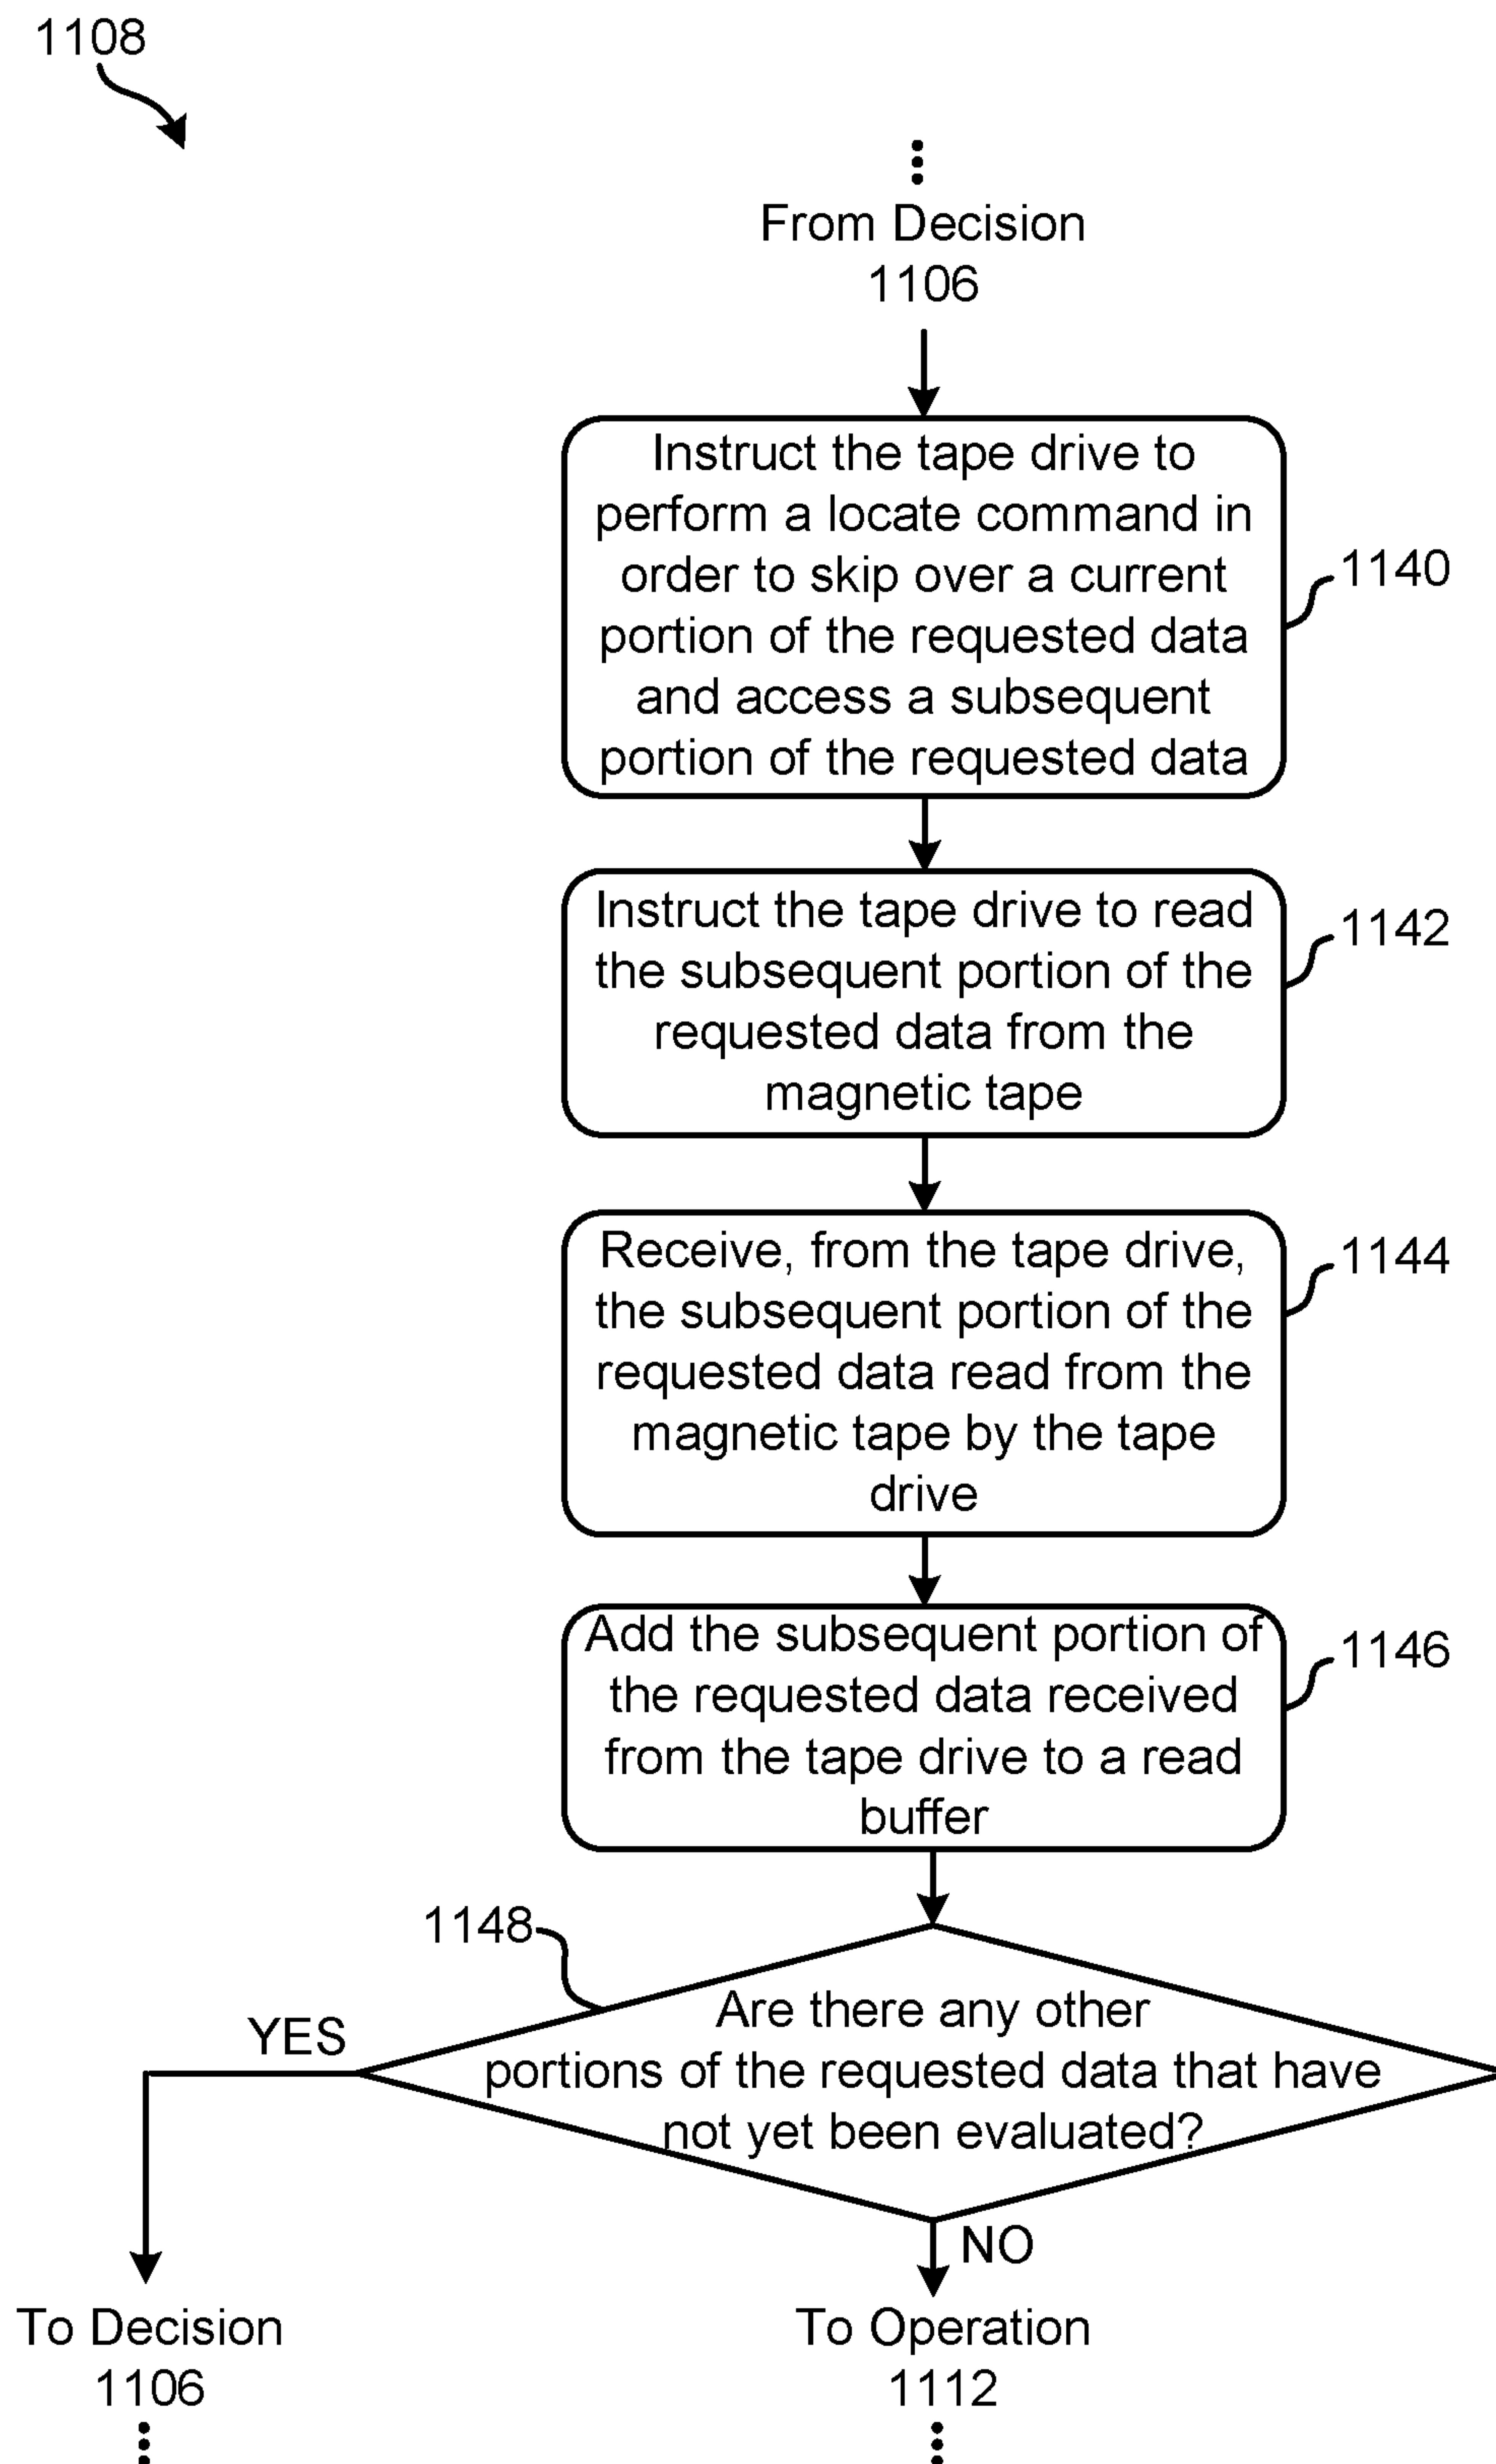 1108
From Decision
1106
Instruct the tape drive to
perform a locate command in
order to skip over a current
portion of the requested data
and access a subsequent
portion of the requested data
1140
Instruct the tape drive to read
the subsequent portion of the
requested data from the
magnetic tape
1142
Receive, from the tape drive,
the subsequent portion of the
requested data read from the
magnetic tape by the tape
drive
1144
Add the subsequent portion of
the requested data received
from the tape drive to a read
buffer
1146
1148
Are there any other
portions of the requested data that have
not yet been evaluated?
YES
NO
To Decision
1106
To Operation
1112